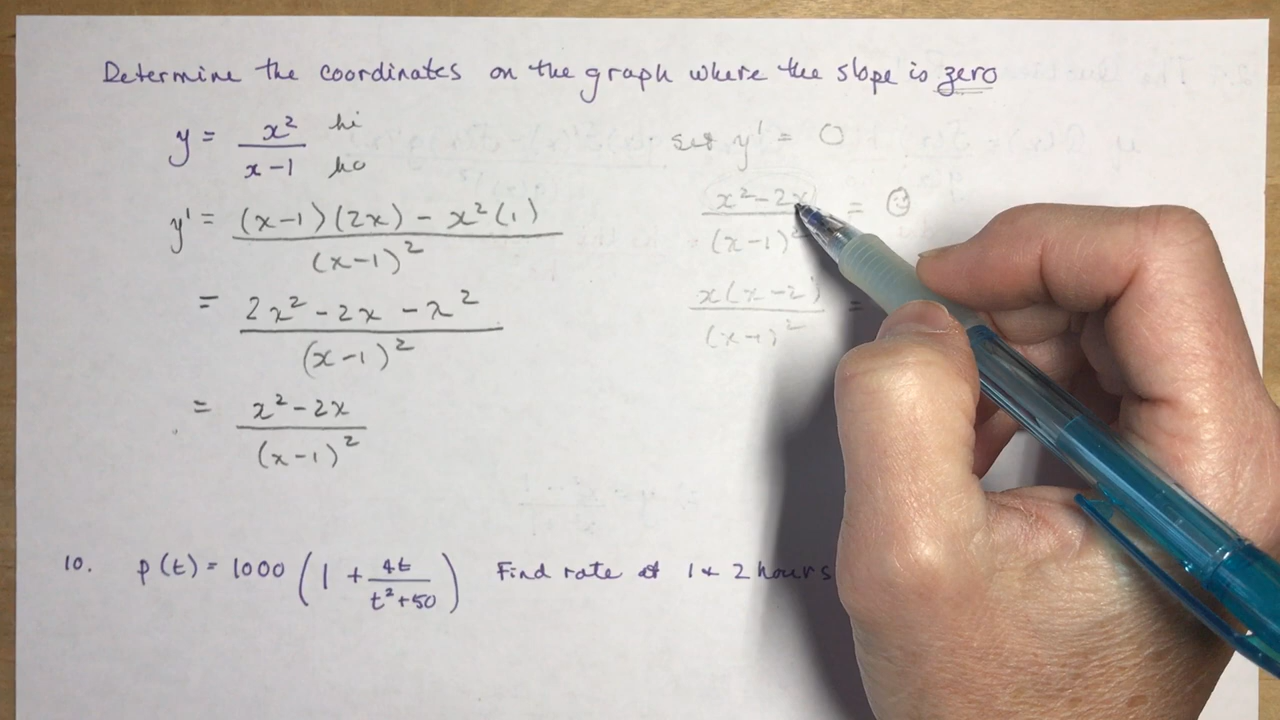 Determine the coordinates on the graph where the slope is zero
y = x²/(x-1) hi ho
y' = ((x-1)(2x) - x²(1))/(x-1)²
= (2x² - 2x - x²)/(x-1)²
= (x² - 2x)/(x-1)²
set y' = 0
(x² - 2x)/(x-1)² = 0
x(x-2)/(x-1)² =
10. p(t) = 1000 (1 + 4t/(t²+50)) Find rate at 1 & 2 hours